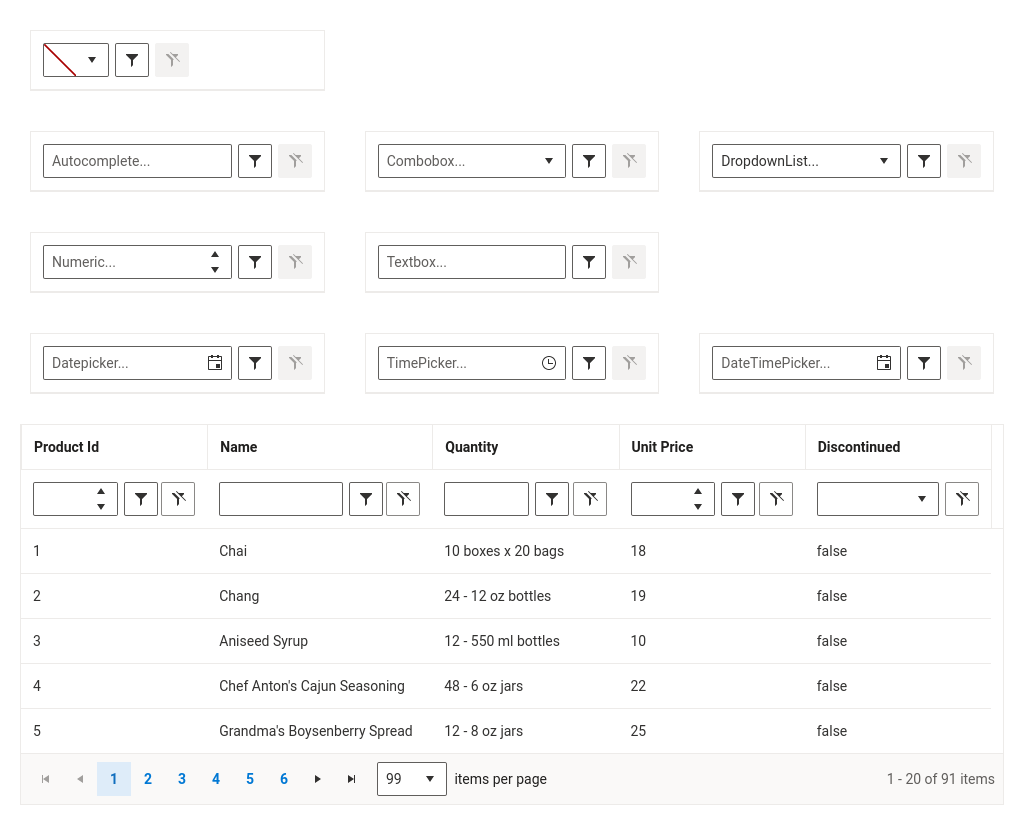 Autocomplete... Combobox... DropdownList...
Numeric... Textbox...
Datepicker... TimePicker... DateTimePicker...
Product Id Name Quantity Unit Price Discontinued
1 Chai 10 boxes x 20 bags 18 false
2 Chang 24 - 12 oz bottles 19 false
3 Aniseed Syrup 12 - 550 ml bottles 10 false
4 Chef Anton's Cajun Seasoning 48 - 6 oz jars 22 false
5 Grandma's Boysenberry Spread 12 - 8 oz jars 25 false
1 2 3 4 5 6 99 items per page 1 - 20 of 91 items